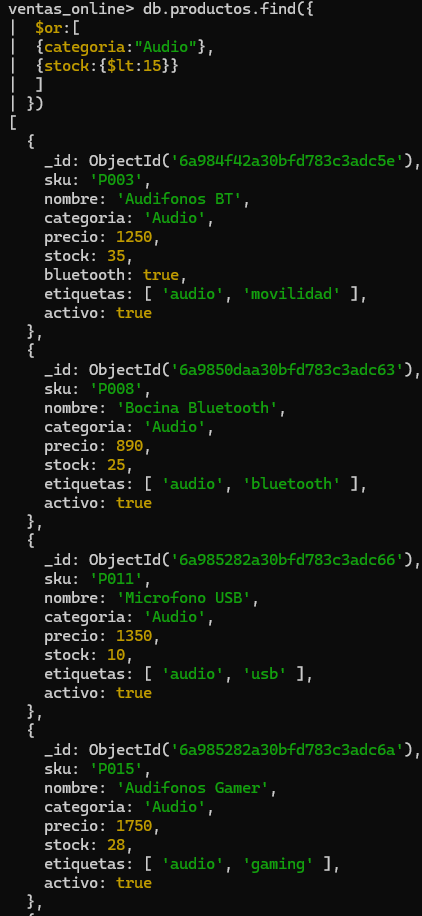 ventas_online> db.productos.find({
| $or:[
| {categoria:"Audio"},
| {stock:{$lt:15}}
| ]
| })
[
{
_id: ObjectId('6a984f42a30bfd783c3adc5e'),
sku: 'P003',
nombre: 'Audifonos BT',
categoria: 'Audio',
precio: 1250,
stock: 35,
bluetooth: true,
etiquetas: [ 'audio', 'movilidad' ],
activo: true
},
{
_id: ObjectId('6a9850daa30bfd783c3adc63'),
sku: 'P008',
nombre: 'Bocina Bluetooth',
categoria: 'Audio',
precio: 890,
stock: 25,
etiquetas: [ 'audio', 'bluetooth' ],
activo: true
},
{
_id: ObjectId('6a985282a30bfd783c3adc66'),
sku: 'P011',
nombre: 'Microfono USB',
categoria: 'Audio',
precio: 1350,
stock: 10,
etiquetas: [ 'audio', 'usb' ],
activo: true
},
{
_id: ObjectId('6a985282a30bfd783c3adc6a'),
sku: 'P015',
nombre: 'Audifonos Gamer',
categoria: 'Audio',
precio: 1750,
stock: 28,
etiquetas: [ 'audio', 'gaming' ],
activo: true
},